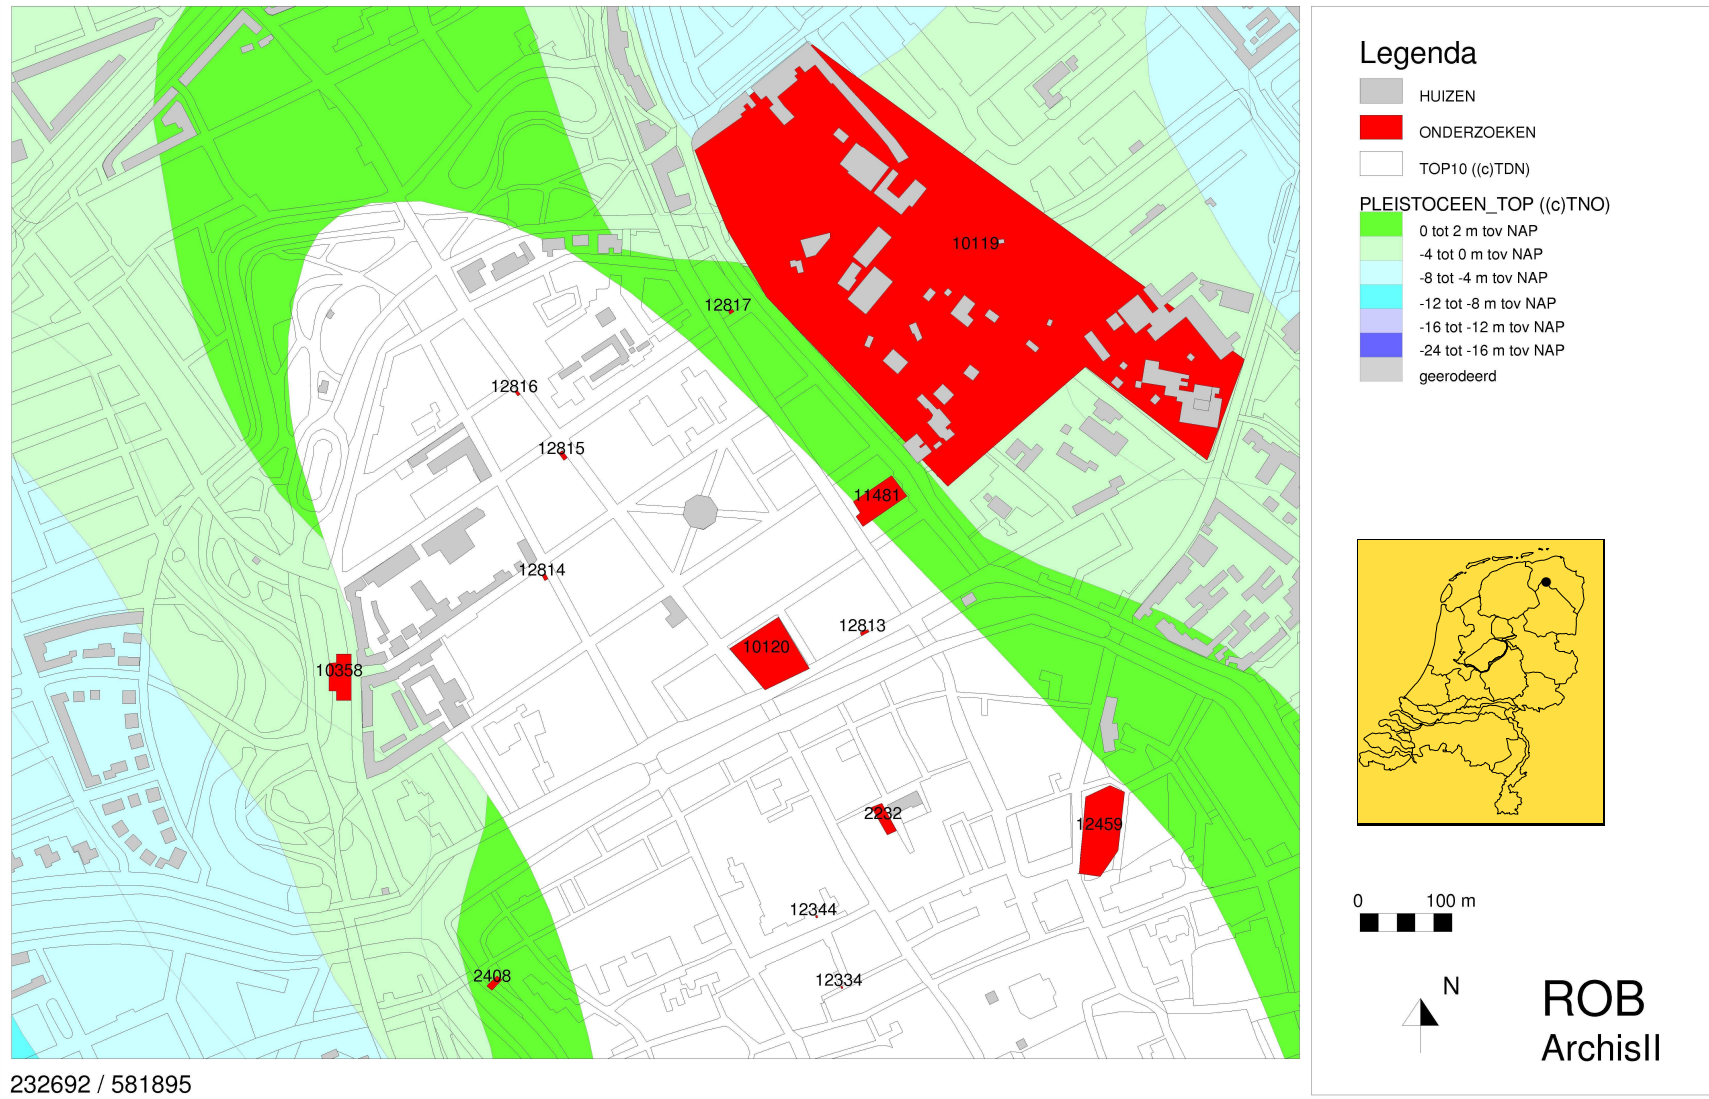 10119
12817
12816
12815
11481
12814
12813
10120
10358
2232
12459
12344
2408
12334
232692 / 581895
Legenda
HUIZEN
ONDERZOEKEN
TOP10 ((c)TDN)
PLEISTOCEEN_TOP ((c)TNO)
0 tot 2 m tov NAP
-4 tot 0 m tov NAP
-8 tot -4 m tov NAP
-12 tot -8 m tov NAP
-16 tot -12 m tov NAP
-24 tot -16 m tov NAP
geerodeerd
0 100 m
N
ROB
ArchisII